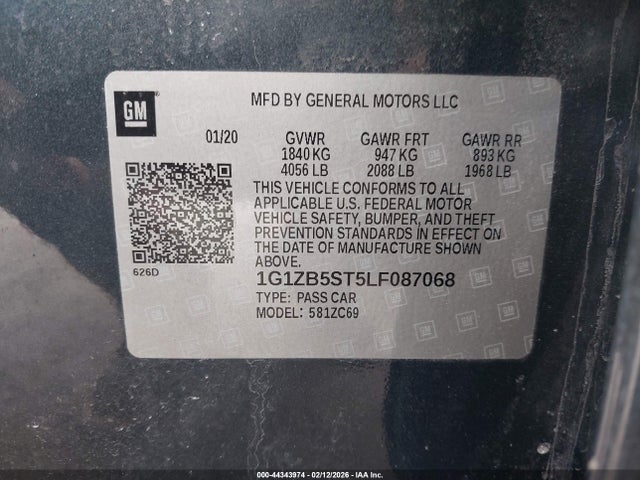 GM
MFD BY GENERAL MOTORS LLC
01/20 GVWR GAWR FRT GAWR RR
1840 KG 947 KG 893 KG
4056 LB 2088 LB 1968 LB
THIS VEHICLE CONFORMS TO ALL
APPLICABLE U.S. FEDERAL MOTOR
VEHICLE SAFETY, BUMPER, AND THEFT
PREVENTION STANDARDS IN EFFECT ON
THE DATE OF MANUFACTURE SHOWN
ABOVE.
626D
1G1ZB5ST5LF087068
TYPE: PASS CAR
MODEL: 581ZC69
000-44343974 - 02/12/2026 - IAA Inc.